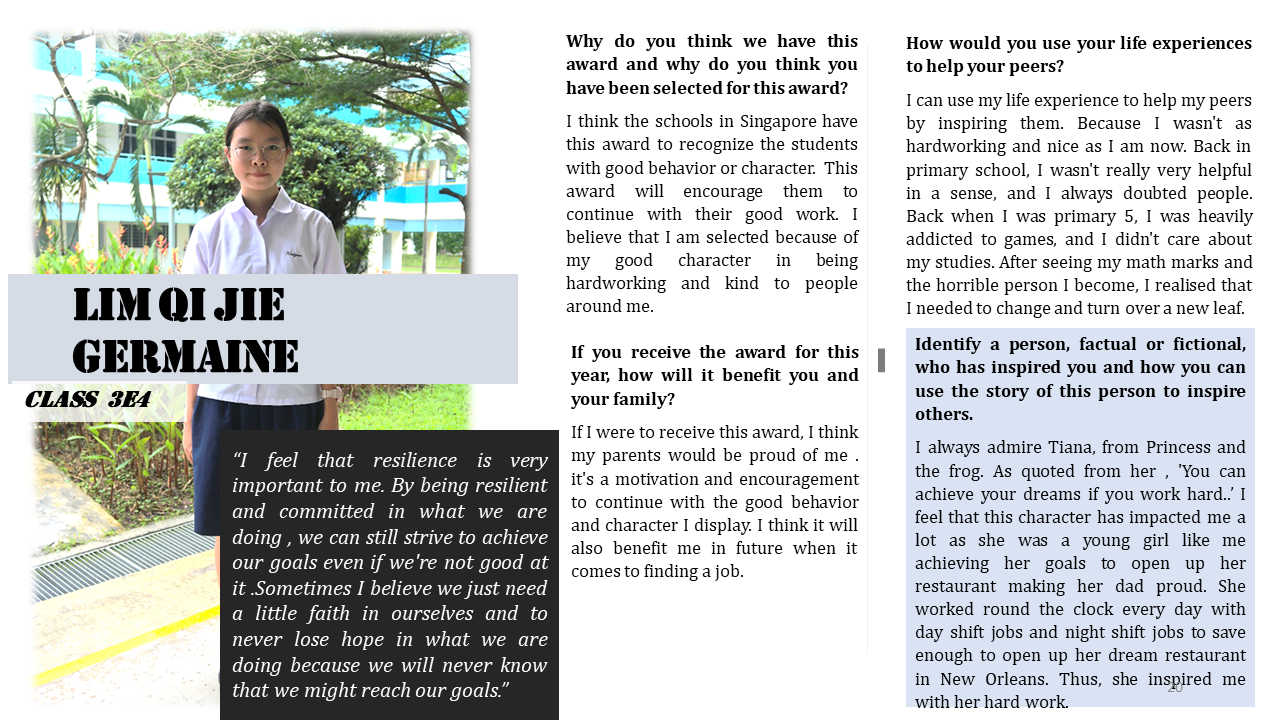 LIM QI JIE
GERMAINE
CLASS 3E4
“I feel that resilience is very
important to me. By being resilient
and committed in what we are
doing , we can still strive to achieve
our goals even if we're not good at
it .Sometimes I believe we just need
a little faith in ourselves and to
never lose hope in what we are
doing because we will never know
that we might reach our goals.”
Why do you think we have this
award and why do you think you
have been selected for this award?
I think the schools in Singapore have
this award to recognize the students
with good behavior or character. This
award will encourage them to
continue with their good work. I
believe that I am selected because of
my good character in being
hardworking and kind to people
around me.
If you receive the award for this
year, how will it benefit you and
your family?
If I were to receive this award, I think
my parents would be proud of me .
it's a motivation and encouragement
to continue with the good behavior
and character I display. I think it will
also benefit me in future when it
comes to finding a job.
How would you use your life experiences
to help your peers?
I can use my life experience to help my peers
by inspiring them. Because I wasn't as
hardworking and nice as I am now. Back in
primary school, I wasn't really very helpful
in a sense, and I always doubted people.
Back when I was primary 5, I was heavily
addicted to games, and I didn't care about
my studies. After seeing my math marks and
the horrible person I become, I realised that
I needed to change and turn over a new leaf.
Identify a person, factual or fictional,
who has inspired you and how you can
use the story of this person to inspire
others.
I always admire Tiana, from Princess and
the frog. As quoted from her , 'You can
achieve your dreams if you work hard..’ I
feel that this character has impacted me a
lot as she was a young girl like me
achieving her goals to open up her
restaurant making her dad proud. She
worked round the clock every day with
day shift jobs and night shift jobs to save
enough to open up her dream restaurant
in New Orleans. Thus, she inspired me
with her hard work.
20